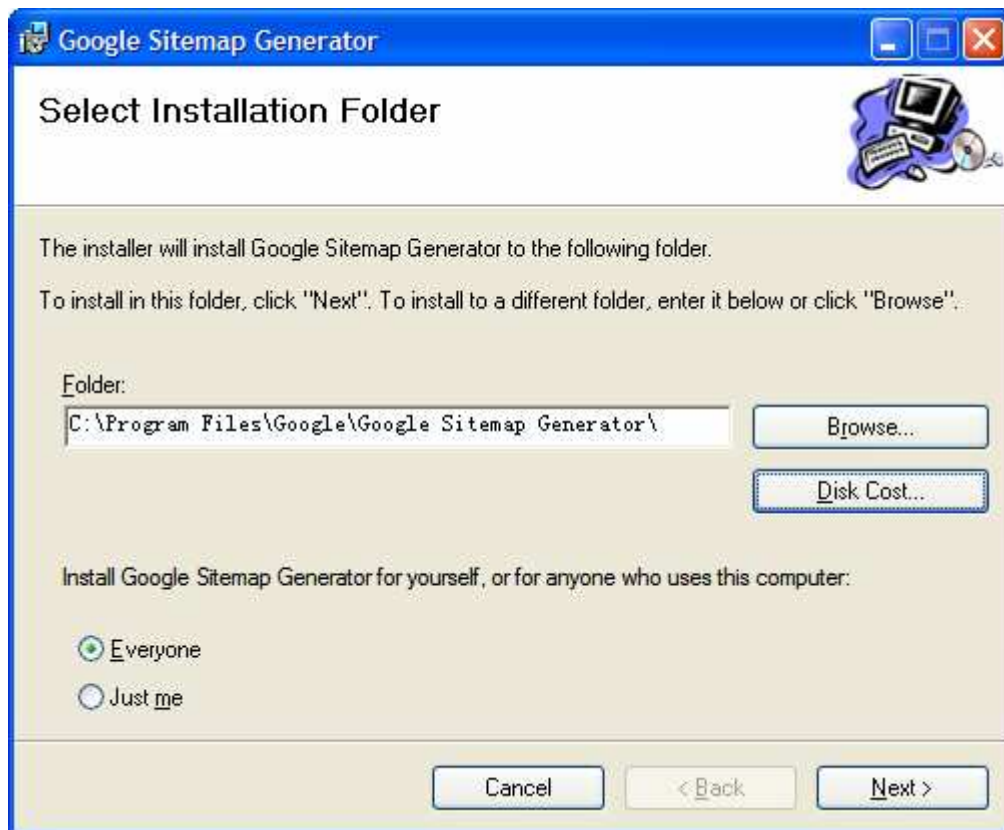 Google Sitemap Generator
Select Installation Folder
The installer will install Google Sitemap Generator to the following folder.
To install in this folder, click "Next". To install to a different folder, enter it below or click "Browse".
Folder:
C:\Program Files\Google\Google Sitemap Generator\
Browse...
Disk Cost...
Install Google Sitemap Generator for yourself, or for anyone who uses this computer:
Everyone
Just me
Cancel
< Back
Next >